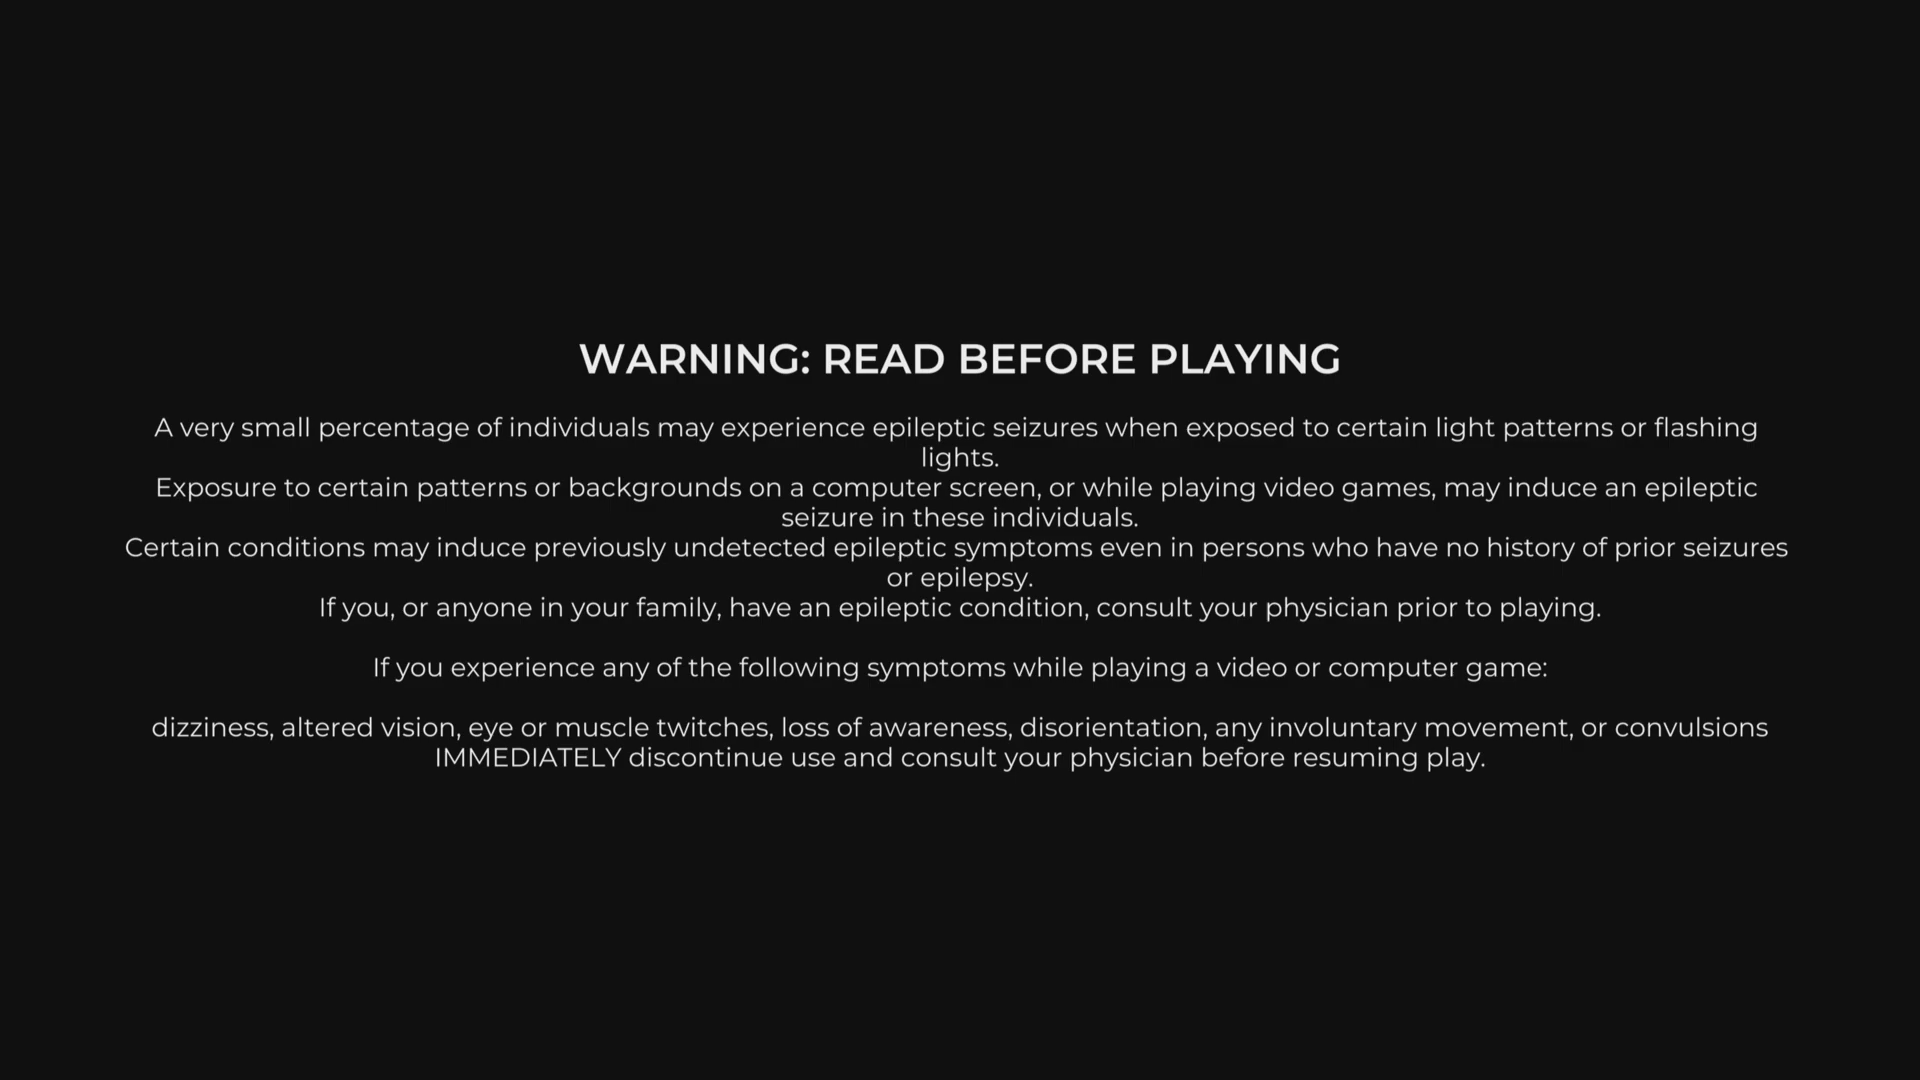 WARNING: READ BEFORE PLAYING
A very small percentage of individuals may experience epileptic seizures when exposed to certain light patterns or flashing
lights.
Exposure to certain patterns or backgrounds on a computer screen, or while playing video games, may induce an epileptic
seizure in these individuals.
Certain conditions may induce previously undetected epileptic symptoms even in persons who have no history of prior seizures
or epilepsy.
If you, or anyone in your family, have an epileptic condition, consult your physician prior to playing.
If you experience any of the following symptoms while playing a video or computer game:
dizziness, altered vision, eye or muscle twitches, loss of awareness, disorientation, any involuntary movement, or convulsions
IMMEDIATELY discontinue use and consult your physician before resuming play.